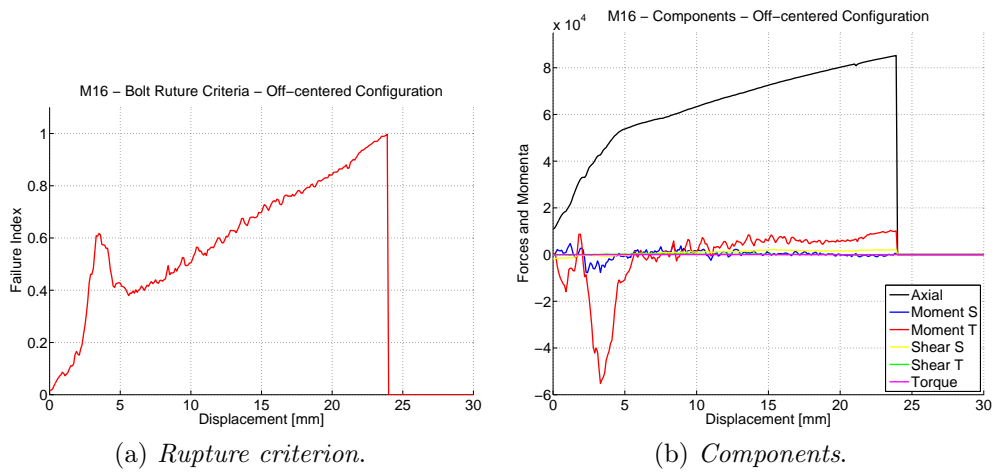 M16 − Bolt Ruture Criteria − Off−centered Configuration
1
0.8
0.6
0.4
0.2
0
Failure Index
0 5 10 15 20 25 30
Displacement [mm]
(a) Rupture criterion.
x 10^4
M16 − Components − Off−centered Configuration
8
6
4
2
0
−2
−4
−6
Forces and Momenta
Axial
Moment S
Moment T
Shear S
Shear T
Torque
0 5 10 15 20 25 30
Displacement [mm]
(b) Components.